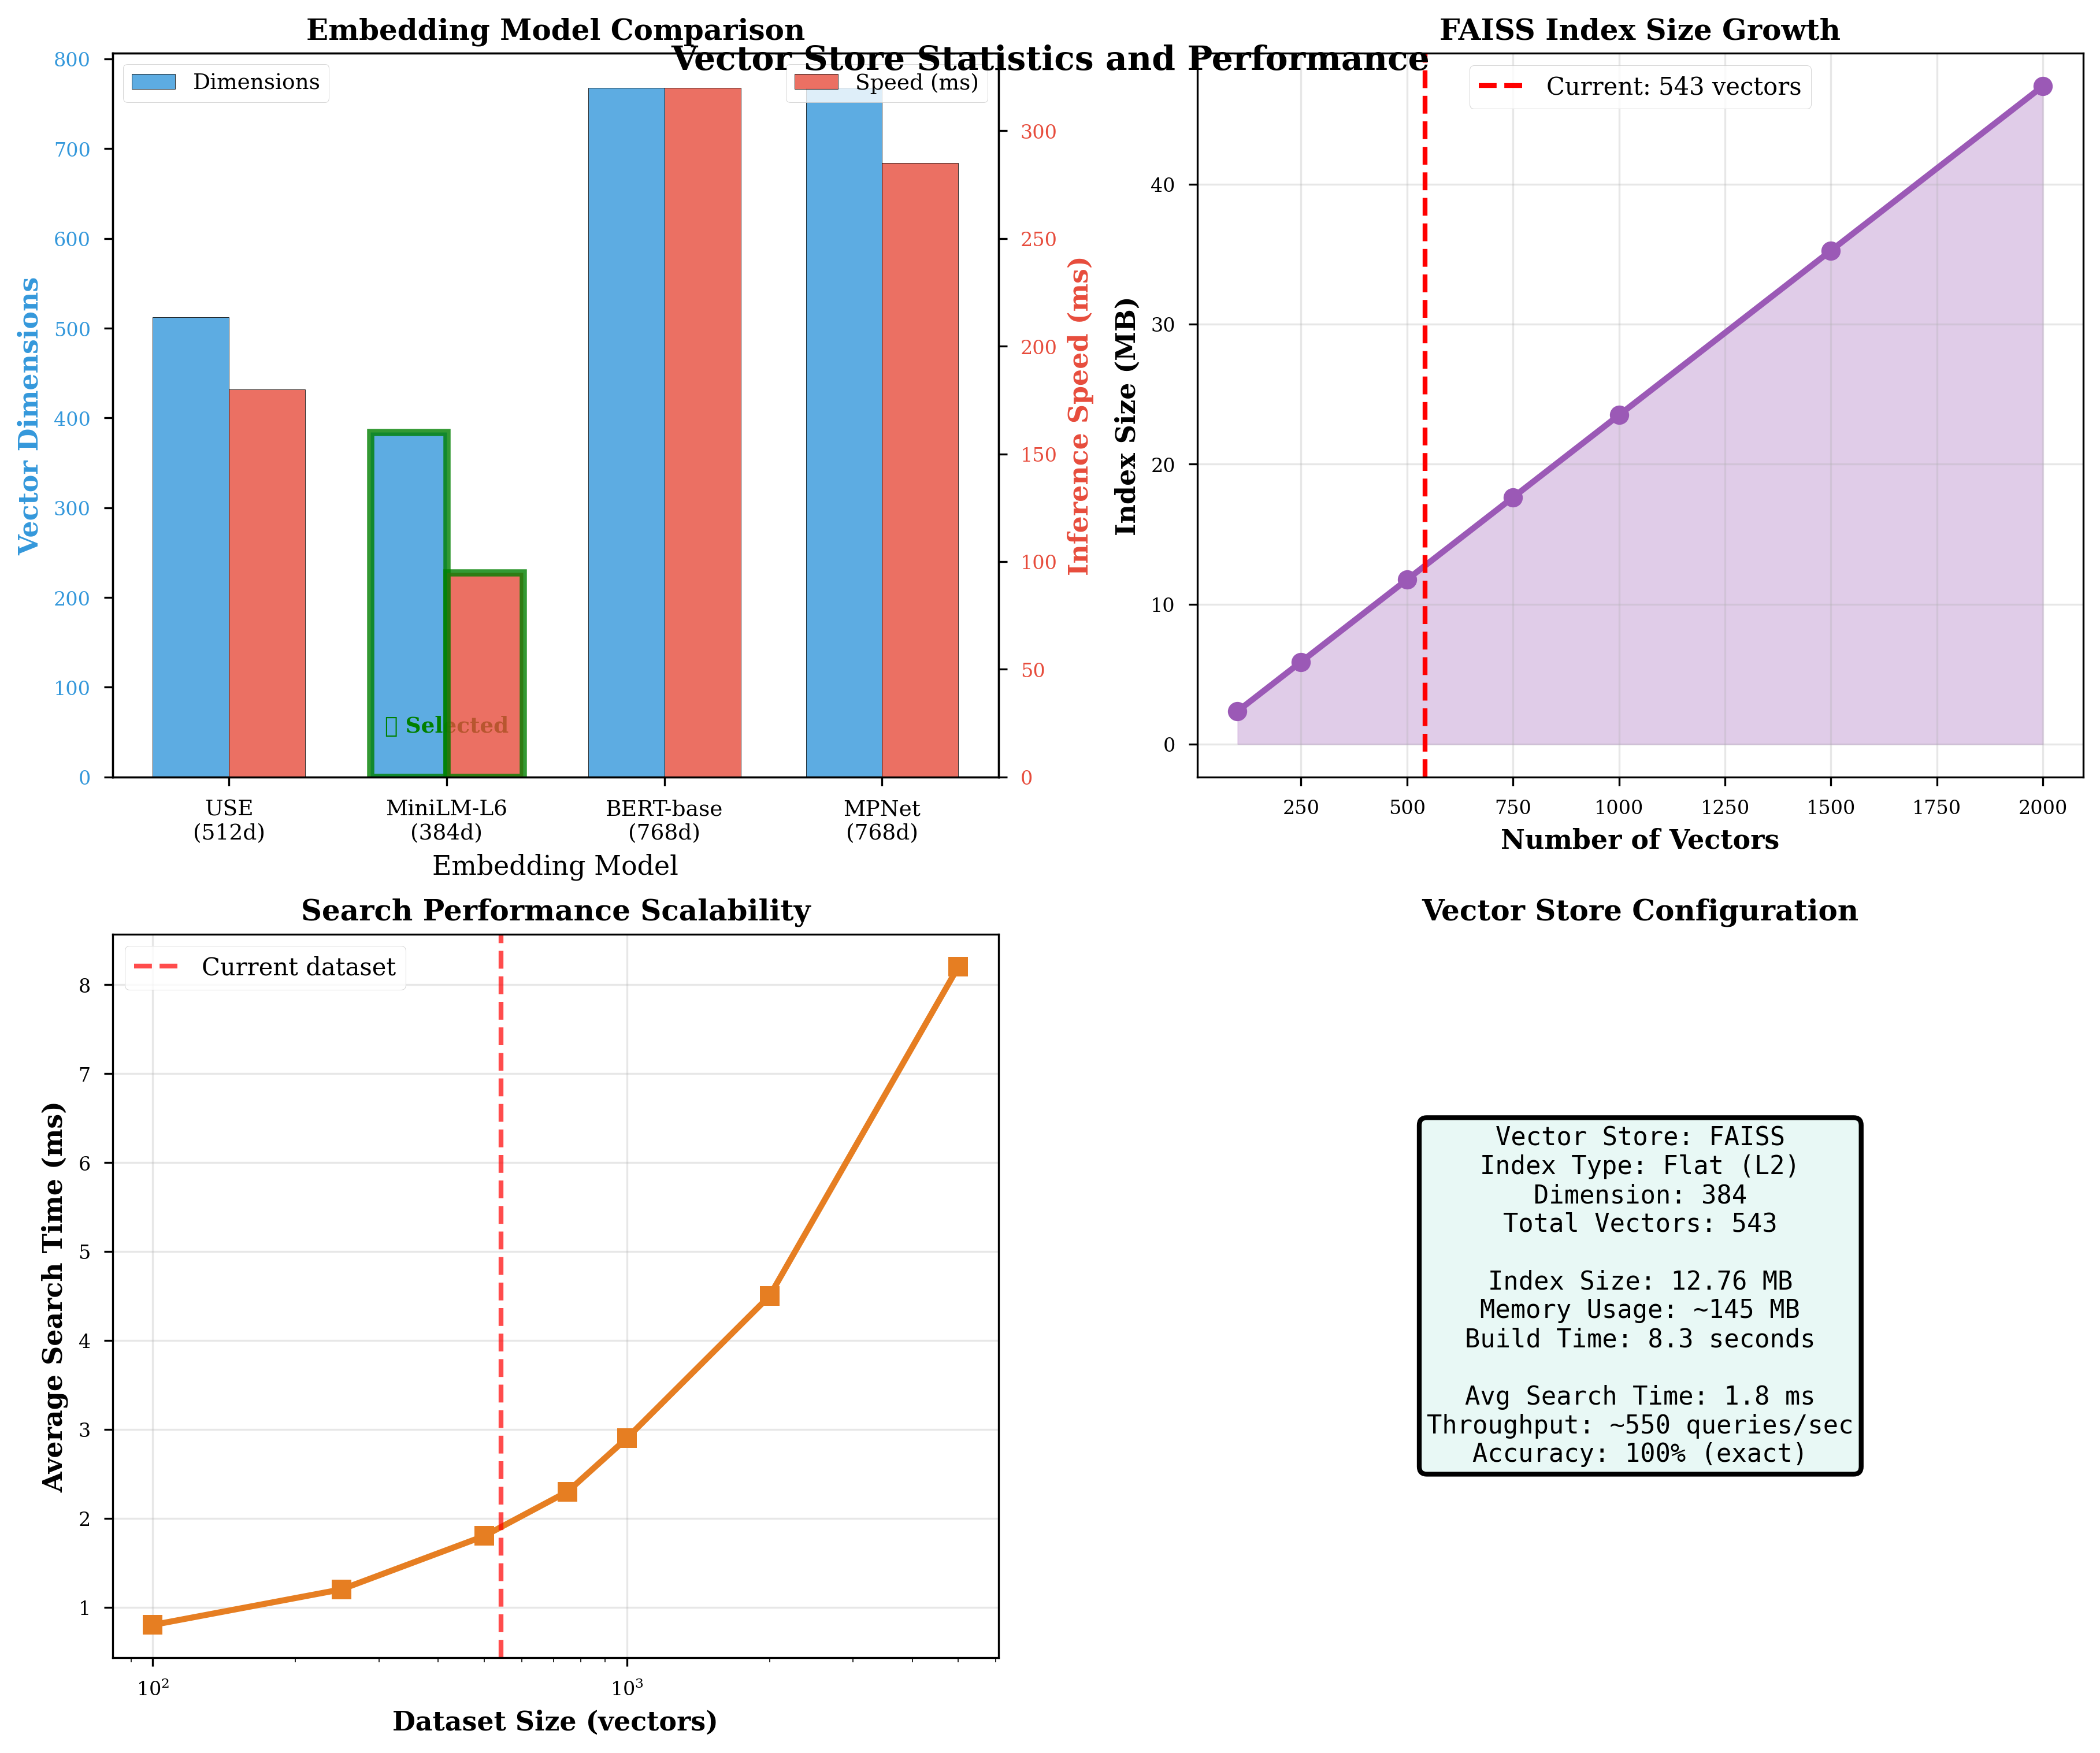 Vector Store Statistics and Performance
Embedding Model Comparison
Dimensions
Speed (ms)
Vector Dimensions
800
700
600
500
400
300
200
100
0
Inference Speed (ms)
300
250
200
150
100
50
0
Selected
USE
(512d)
MiniLM-L6
(384d)
BERT-base
(768d)
MPNet
(768d)
Embedding Model
FAISS Index Size Growth
Current: 543 vectors
Index Size (MB)
40
30
20
10
0
250 500 750 1000 1250 1500 1750 2000
Number of Vectors
Search Performance Scalability
Current dataset
Average Search Time (ms)
8
7
6
5
4
3
2
1
10² 10³
Dataset Size (vectors)
Vector Store Configuration
Vector Store: FAISS
Index Type: Flat (L2)
Dimension: 384
Total Vectors: 543
Index Size: 12.76 MB
Memory Usage: ~145 MB
Build Time: 8.3 seconds
Avg Search Time: 1.8 ms
Throughput: ~550 queries/sec
Accuracy: 100% (exact)